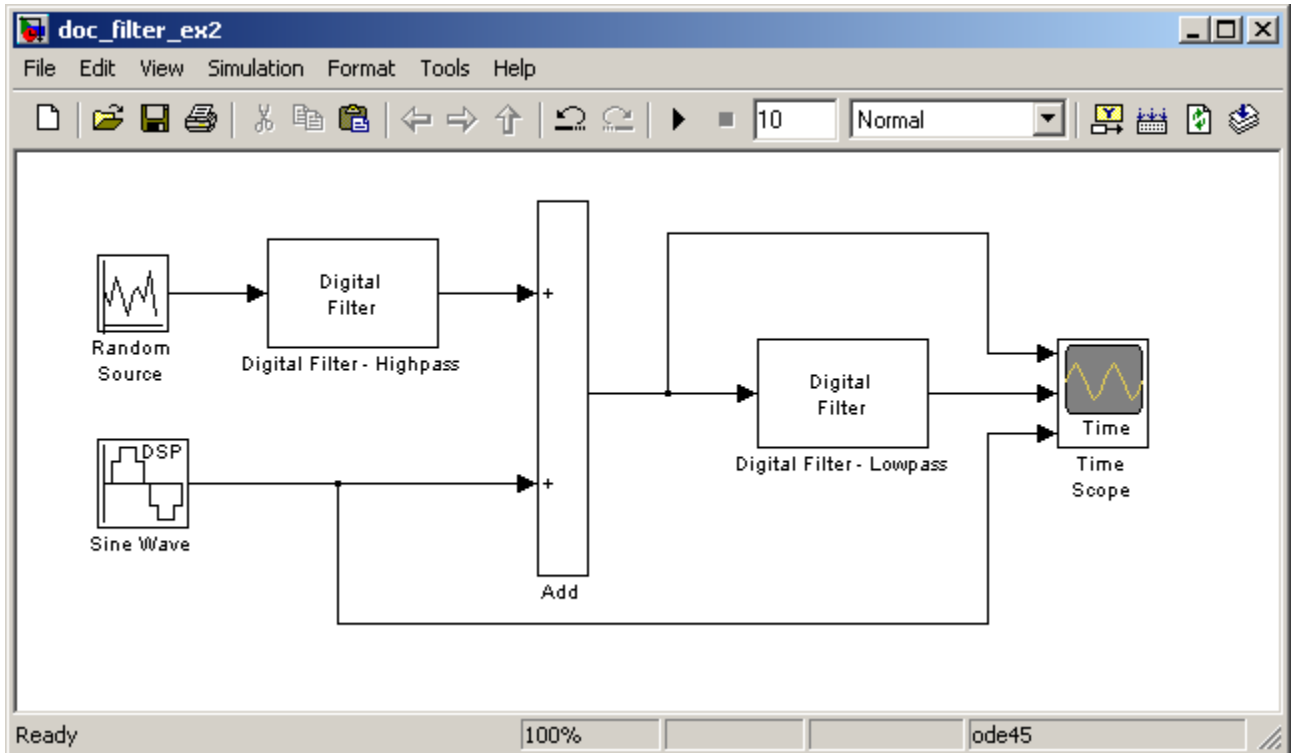 doc_filter_ex2
File Edit View Simulation Format Tools Help
10 Normal
Digital
Filter
+
Random
Source
Digital Filter - Highpass
Digital
Filter
Time
DSP
Digital Filter - Lowpass
Time
Scope
+
Sine Wave
Add
Ready 100% ode45